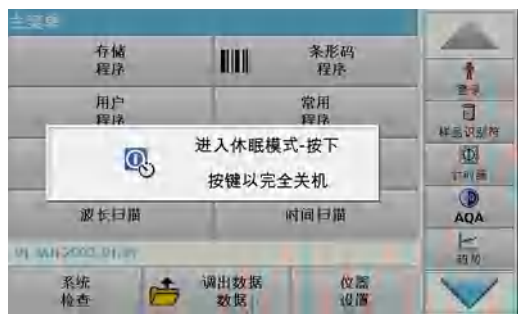 主菜单
存储
程序
条形码
程序
用户
程序
常用
程序
进入休眠模式-按下
按键以完全关机
波长扫描
时间扫描
系统
检查
调出数据
数据
位置
设置
登录
样品识别符
计时器
AQA
趋势